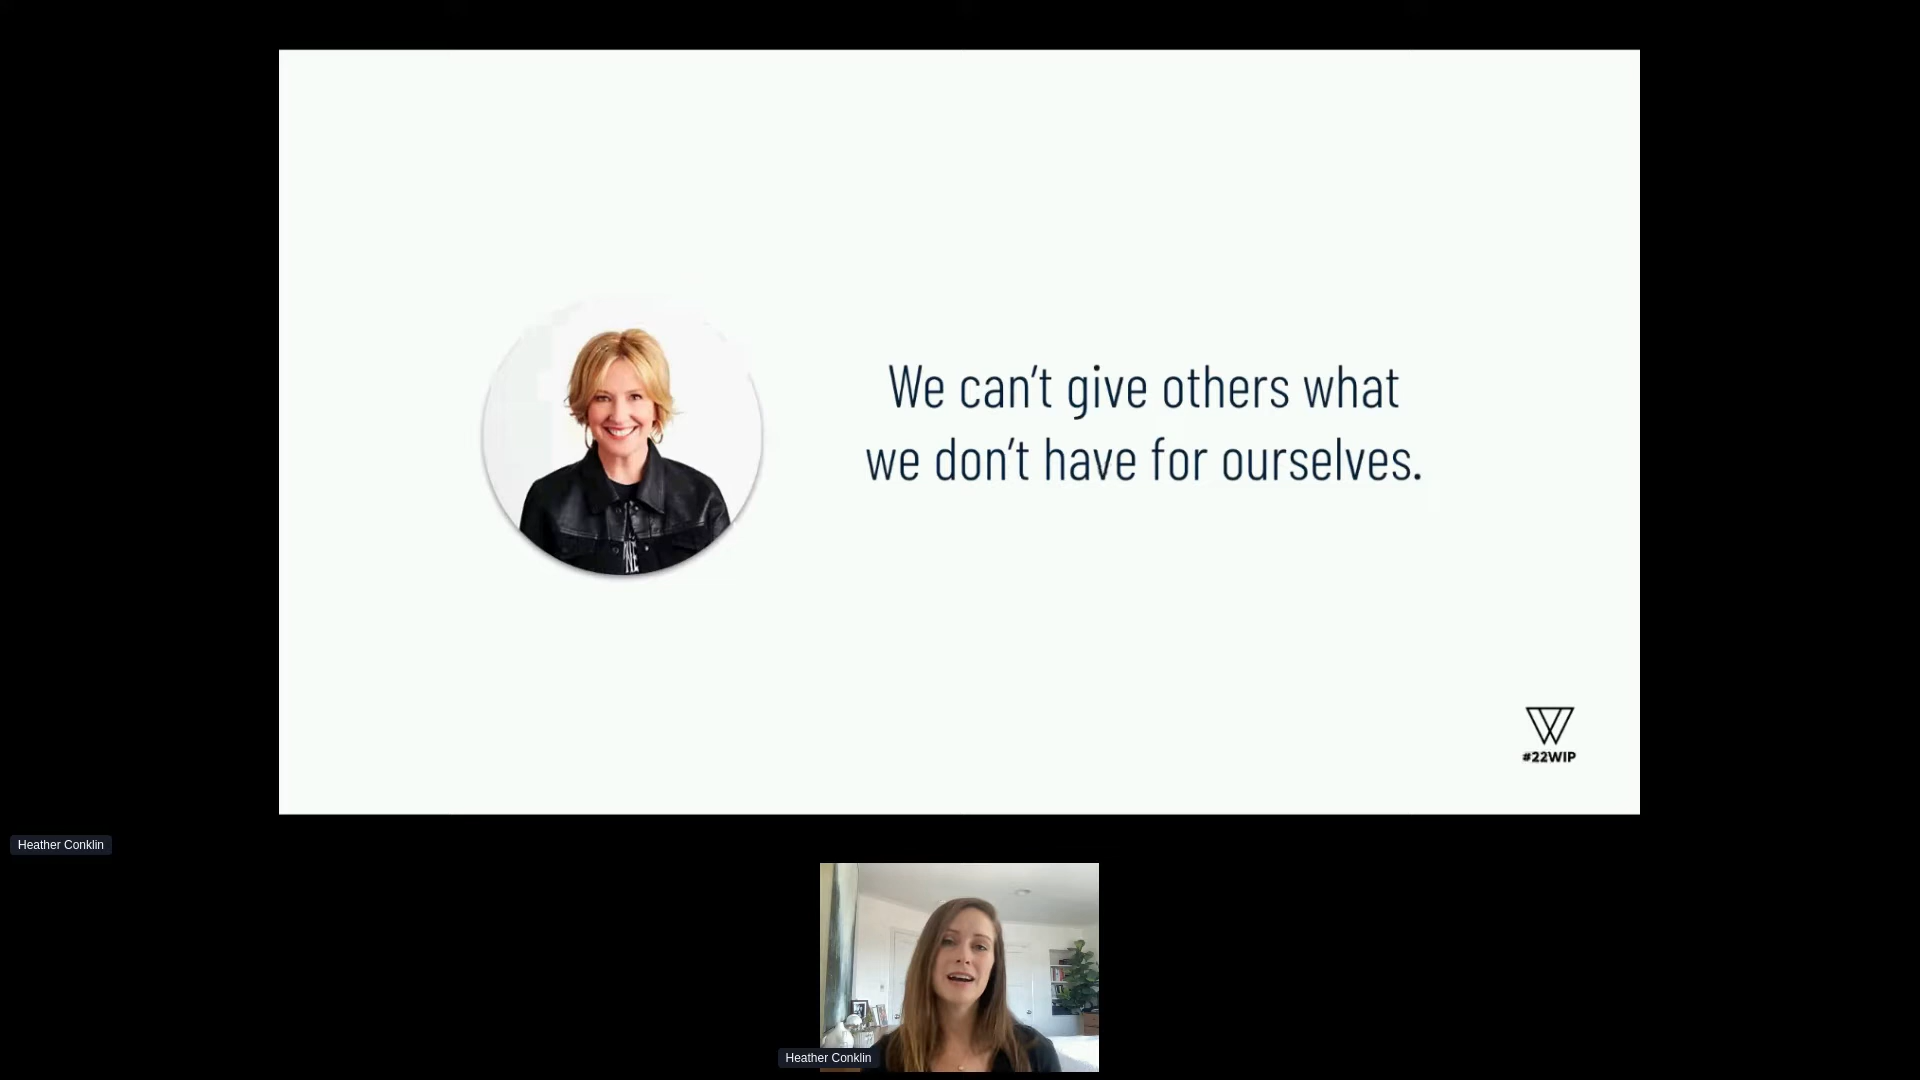 We can’t give others what
we don’t have for ourselves.
#22WIP
Heather Conklin
Heather Conklin